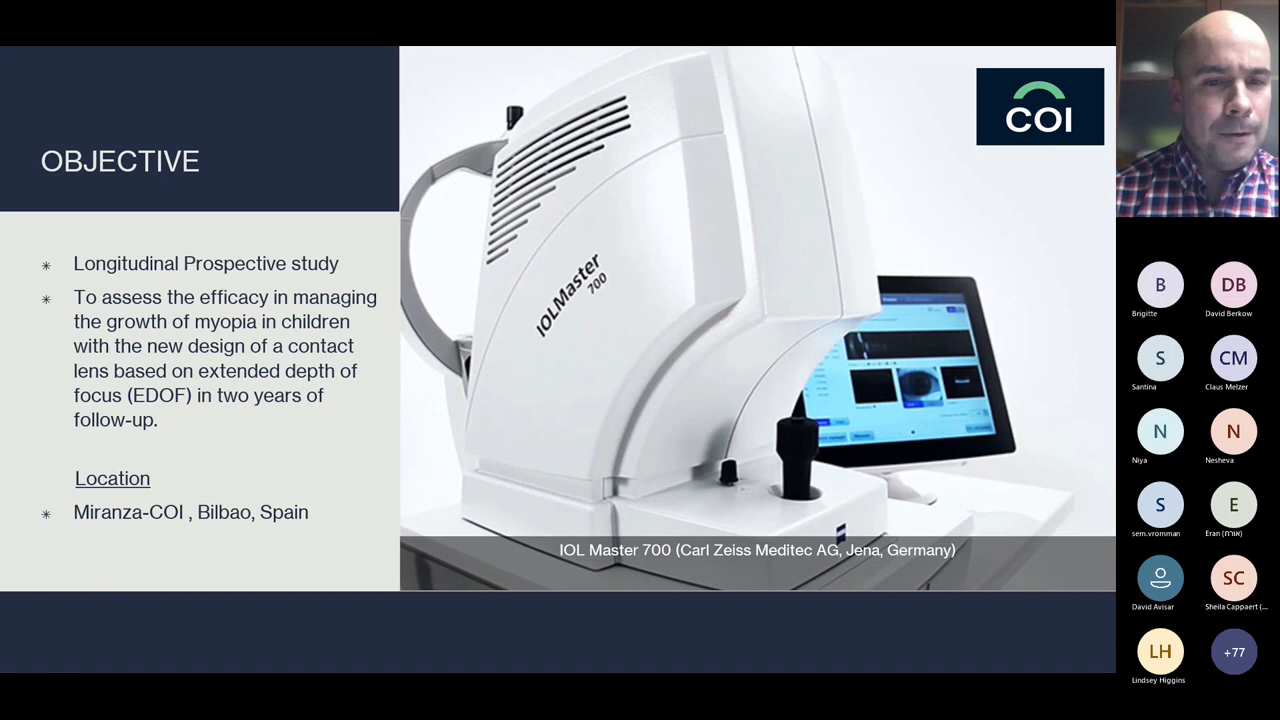 OBJECTIVE
✳ Longitudinal Prospective study
✳ To assess the efficacy in managing
the growth of myopia in children
with the new design of a contact
lens based on extended depth of
focus (EDOF) in two years of
follow-up.
Location
✳ Miranza-COI , Bilbao, Spain
IOLMaster
700
COI
IOL Master 700 (Carl Zeiss Meditec AG, Jena, Germany)
B
Brigitte
DB
David Berkow
S
Santina
CM
Claus Melzer
N
Niya
N
Nesheva
S
sem.vromman
E
Eran (אורח)
David Avisar
SC
Sheila Cappaert (...
LH
Lindsey Higgins
+77